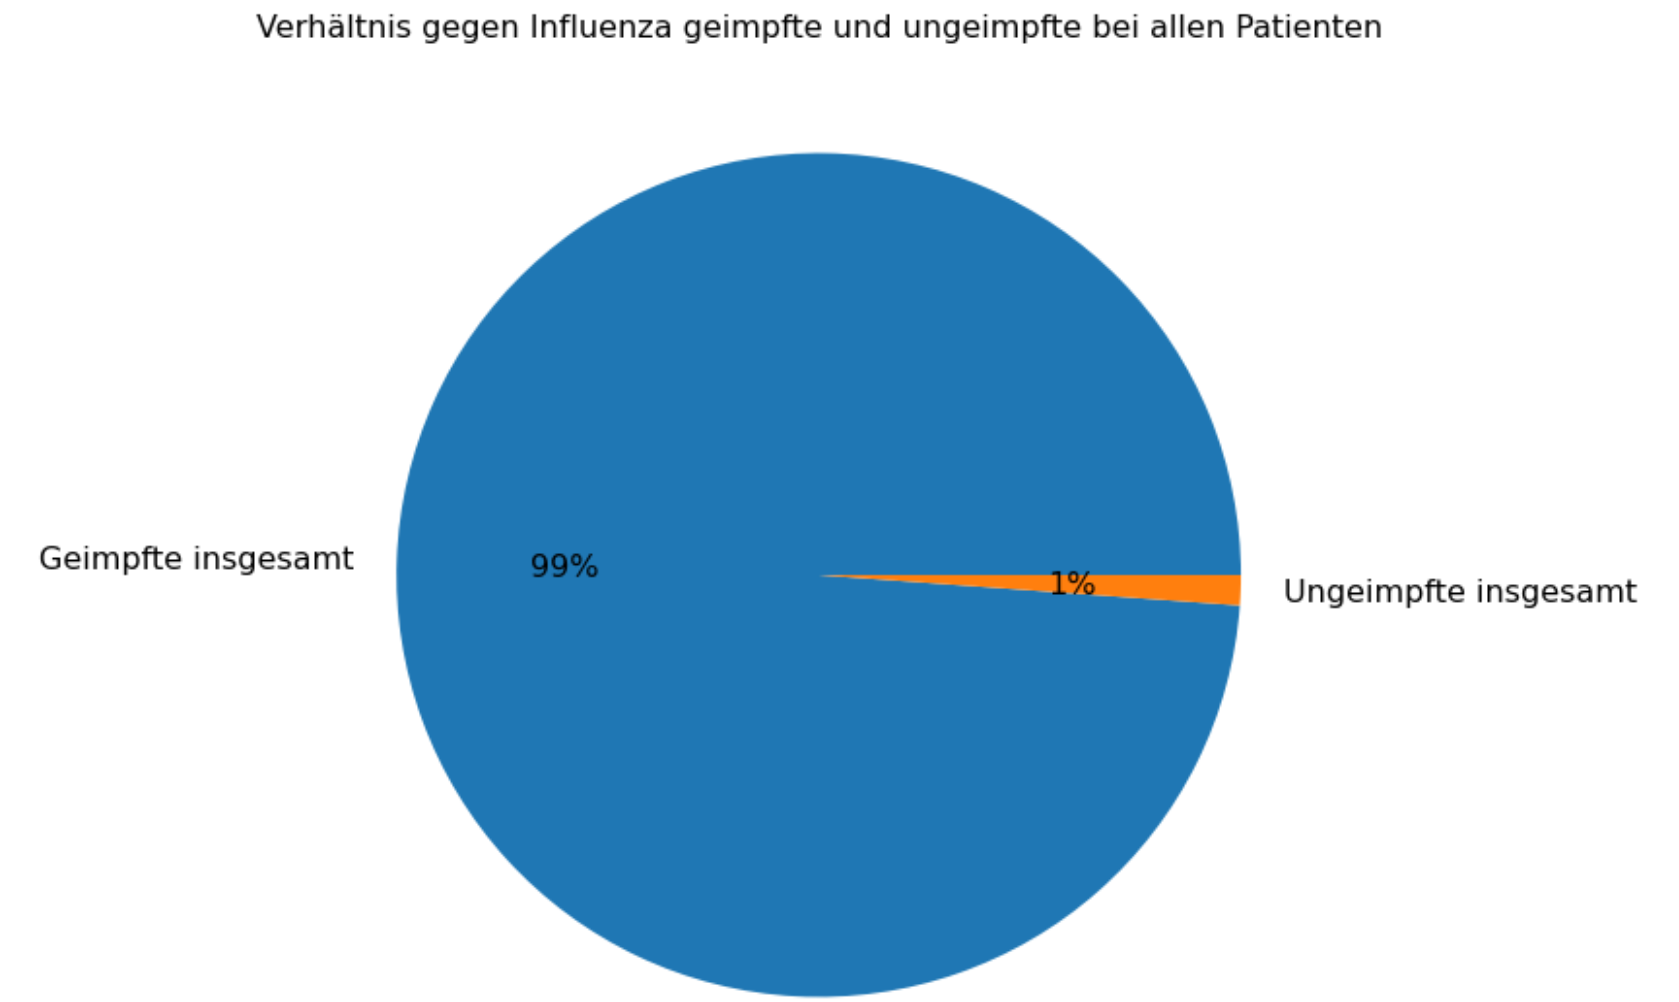 Verhältnis gegen Influenza geimpfte und ungeimpfte bei allen Patienten
Geimpfte insgesamt
99%
1%
Ungeimpfte insgesamt